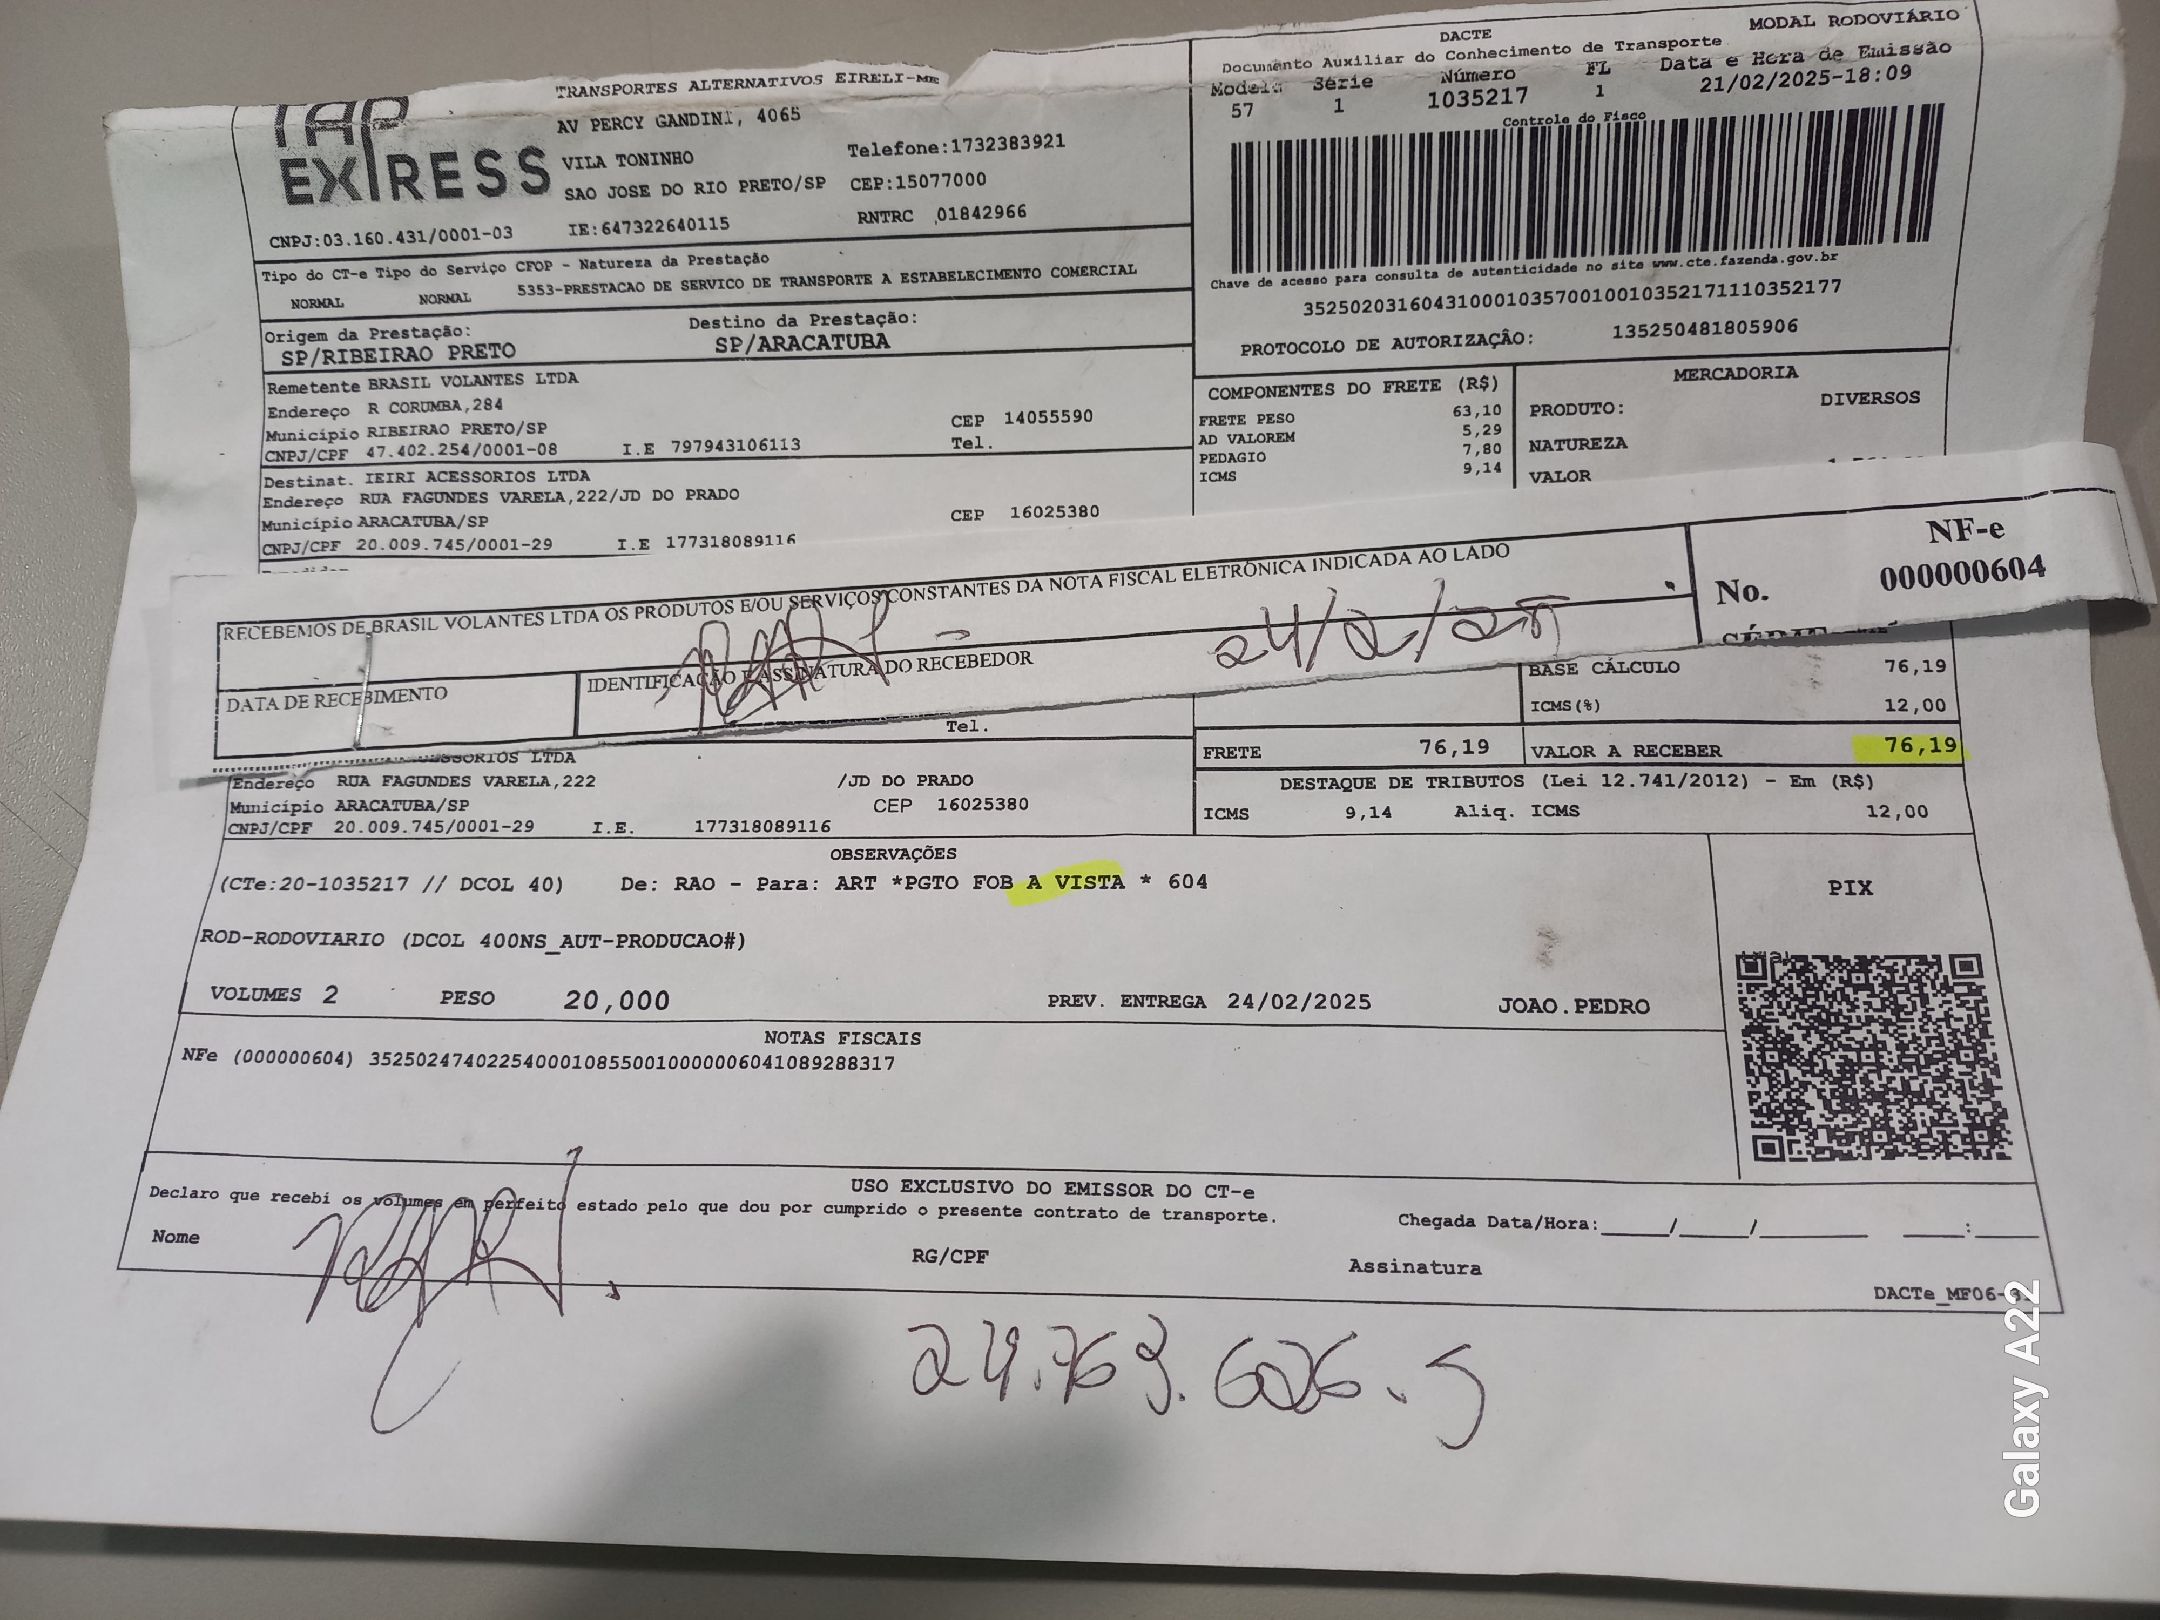 TAP
EXPRESS
TRANSPORTES ALTERNATIVOS EIRELI-ME
AV PERCY GANDINI, 4065
VILA TONINHO
Telefone:1732383921
SAO JOSE DO RIO PRETO/SP CEP:15077000
CNPJ:03.160.431/0001-03 IE:647322640115 RNTRC 01842966
DACTE MODAL RODOVIÁRIO
Documento Auxiliar do Conhecimento de Transporte
Modelo Série Número FL Data e Hora de Emissão
57 1 1035217 1 21/02/2025-18:09
Controle do Fisco
Chave de acesso para consulta de autenticidade no site www.cte.fazenda.gov.br
35250203160431000103570010010352171110352177
PROTOCOLO DE AUTORIZAÇÂO: 135250481805906
Tipo do CT-e Tipo do Serviço CFOP - Natureza da Prestação
NORMAL NORMAL 5353-PRESTACAO DE SERVICO DE TRANSPORTE A ESTABELECIMENTO COMERCIAL
Origem da Prestação: Destino da Prestação:
SP/RIBEIRAO PRETO SP/ARACATUBA
Remetente BRASIL VOLANTES LTDA
Endereço R CORUMBA,284
Município RIBEIRAO PRETO/SP CEP 14055590
CNPJ/CPF 47.402.254/0001-08 I.E 797943106113 Tel.
Destinat. IEIRI ACESSORIOS LTDA
Endereço RUA FAGUNDES VARELA,222/JD DO PRADO
Município ARACATUBA/SP CEP 16025380
CNPJ/CPF 20.009.745/0001-29 I.E 177318089116
COMPONENTES DO FRETE (R$)
FRETE PESO 63,10
AD VALOREM 5,29
PEDAGIO 7,80
ICMS 9,14
MERCADORIA
PRODUTO: DIVERSOS
NATUREZA
VALOR
RECEBEMOS DE BRASIL VOLANTES LTDA OS PRODUTOS E/OU SERVIÇOS CONSTANTES DA NOTA FISCAL ELETRÔNICA INDICADA AO LADO
24/2/25
DATA DE RECEBIMENTO
IDENTIFICAÇÃO E ASSINATURA DO RECEBEDOR
NF-e
No. 000000604
SÉRIE
Tel.
BASE CÁLCULO 76,19
ICMS(%) 12,00
FRETE 76,19 VALOR A RECEBER 76,19
LTDA
Endereço RUA FAGUNDES VARELA,222 /JD DO PRADO
Município ARACATUBA/SP CEP 16025380
CNPJ/CPF 20.009.745/0001-29 I.E. 177318089116
DESTAQUE DE TRIBUTOS (Lei 12.741/2012) - Em (R$)
ICMS 9,14 Aliq. ICMS 12,00
OBSERVAÇÕES
(CTe:20-1035217 // DCOL 40) De: RAO - Para: ART *PGTO FOB A VISTA * 604
ROD-RODOVIARIO (DCOL 400NS_AUT-PRODUCAO#)
PIX
VOLUMES 2 PESO 20,000 PREV. ENTREGA 24/02/2025 JOAO.PEDRO
NOTAS FISCAIS
NFe (000000604) 35250247402254000108550010000006041089288317
USO EXCLUSIVO DO EMISSOR DO CT-e
Declaro que recebi os volumes em perfeito estado pelo que dou por cumprido o presente contrato de transporte.
Chegada Data/Hora:____/____/______ ___:____
Nome RG/CPF Assinatura
DACTe_MF06-
24.769.626.5
Galaxy A22